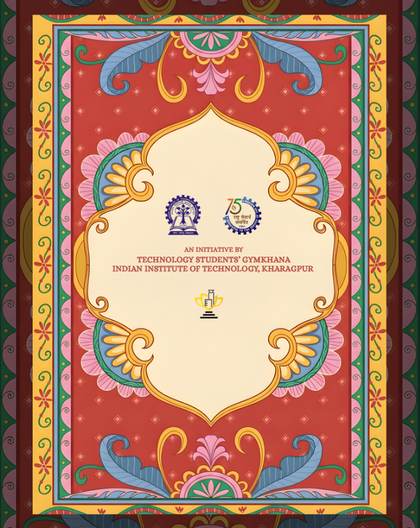 75
AN INITIATIVE BY
TECHNOLOGY STUDENTS' GYMKHANA
INDIAN INSTITUTE OF TECHNOLOGY, KHARAGPUR